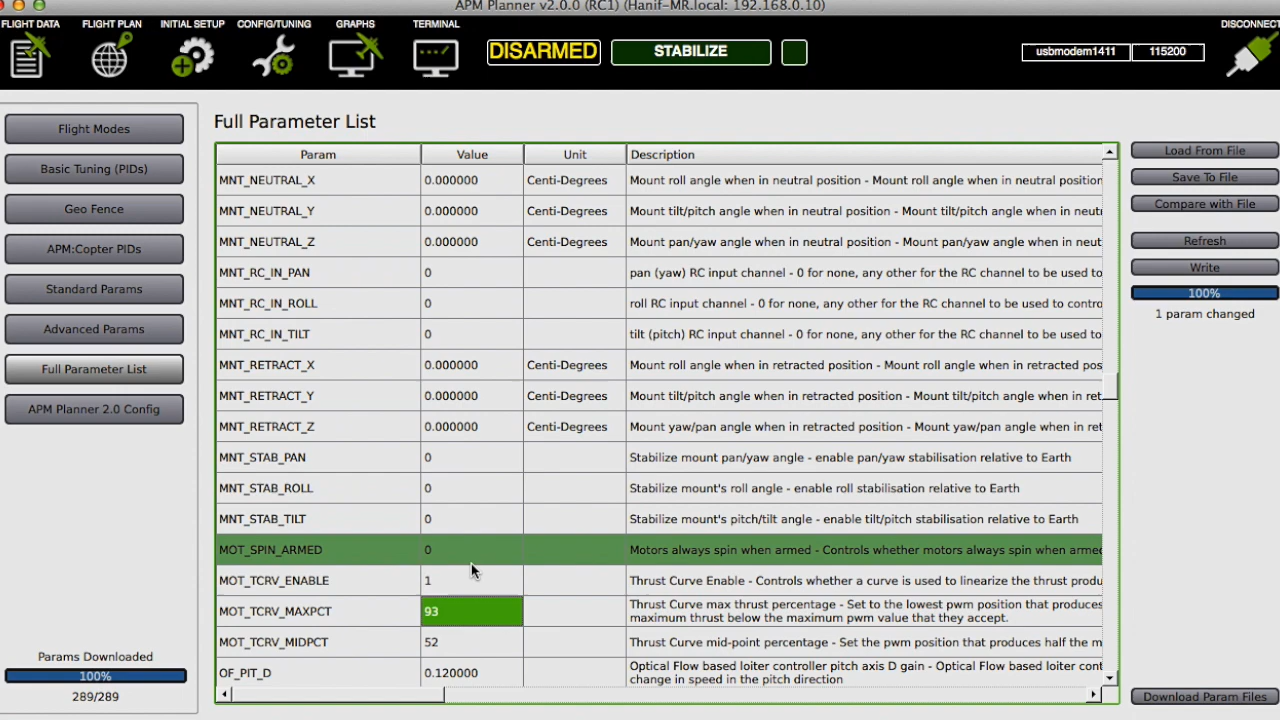 APM Planner v2.0.0 (RC1) (Hanif-MR.local: 192.168.0.10)
FLIGHT DATA
FLIGHT PLAN
INITIAL SETUP
CONFIG/TUNING
GRAPHS
TERMINAL
DISCONNECT
DISARMED
STABILIZE
usbmodem1411
115200
Flight Modes
Basic Tuning (PIDs)
Geo Fence
APM:Copter PIDs
Standard Params
Advanced Params
Full Parameter List
APM Planner 2.0 Config
Params Downloaded
100%
289/289
Full Parameter List
Param Value Unit Description
MNT_NEUTRAL_X 0.000000 Centi-Degrees Mount roll angle when in neutral position - Mount roll angle when in neutral position
MNT_NEUTRAL_Y 0.000000 Centi-Degrees Mount tilt/pitch angle when in neutral position - Mount tilt/pitch angle when in neut
MNT_NEUTRAL_Z 0.000000 Centi-Degrees Mount pan/yaw angle when in neutral position - Mount pan/yaw angle when in neut
MNT_RC_IN_PAN 0 pan (yaw) RC input channel - 0 for none, any other for the RC channel to be used to
MNT_RC_IN_ROLL 0 roll RC input channel - 0 for none, any other for the RC channel to be used to contro
MNT_RC_IN_TILT 0 tilt (pitch) RC input channel - 0 for none, any other for the RC channel to be used to
MNT_RETRACT_X 0.000000 Centi-Degrees Mount roll angle when in retracted position - Mount roll angle when in retracted pos
MNT_RETRACT_Y 0.000000 Centi-Degrees Mount tilt/pitch angle when in retracted position - Mount tilt/pitch angle when in ret
MNT_RETRACT_Z 0.000000 Centi-Degrees Mount yaw/pan angle when in retracted position - Mount yaw/pan angle when in ret
MNT_STAB_PAN 0 Stabilize mount pan/yaw angle - enable pan/yaw stabilisation relative to Earth
MNT_STAB_ROLL 0 Stabilize mount's roll angle - enable roll stabilisation relative to Earth
MNT_STAB_TILT 0 Stabilize mount's pitch/tilt angle - enable tilt/pitch stabilisation relative to Earth
MOT_SPIN_ARMED 0 Motors always spin when armed - Controls whether motors always spin when armed
MOT_TCRV_ENABLE 1 Thrust Curve Enable - Controls whether a curve is used to linearize the thrust produ
MOT_TCRV_MAXPCT 93 Thrust Curve max thrust percentage - Set to the lowest pwm position that produces
maximum thrust below the maximum pwm value that they accept.
MOT_TCRV_MIDPCT 52 Thrust Curve mid-point percentage - Set the pwm position that produces half the m
OF_PIT_D 0.120000 Optical Flow based loiter controller pitch axis D gain - Optical Flow based loiter cont
change in speed in the pitch direction
Load From File
Save To File
Compare with File
Refresh
Write
100%
1 param changed
Download Param Files